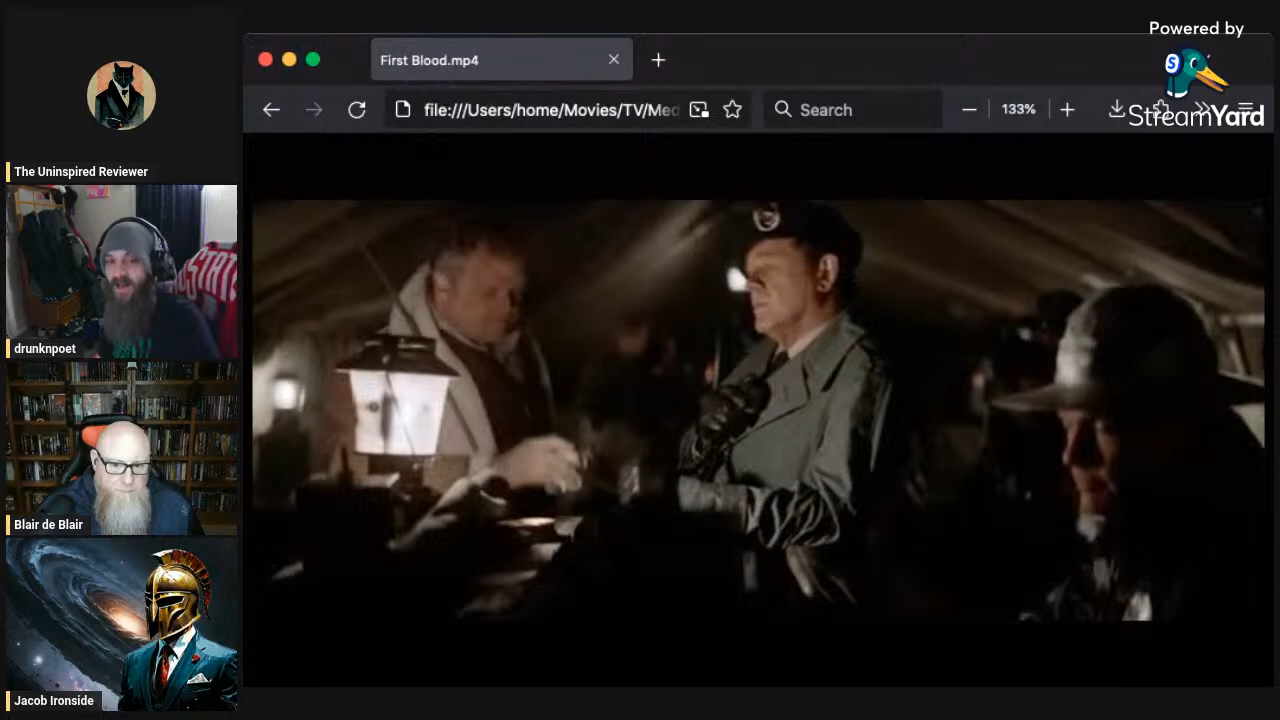 Powered by
StreamYard
First Blood.mp4
file:///Users/home/Movies/TV/Med
Search
133%
The Uninspired Reviewer
drunknpoet
STATE
Blair de Blair
Jacob Ironside